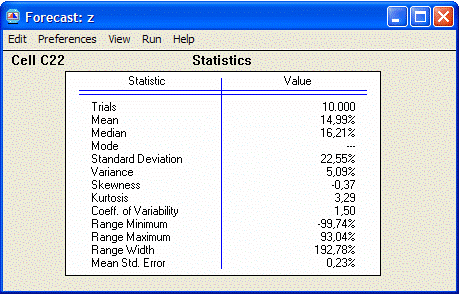 Forecast: z
Edit Preferences View Run Help
Cell C22 Statistics
Statistic Value
Trials 10.000
Mean 14,99%
Median 16,21%
Mode ---
Standard Deviation 22,55%
Variance 5,09%
Skewness -0,37
Kurtosis 3,29
Coeff. of Variability 1,50
Range Minimum -99,74%
Range Maximum 93,04%
Range Width 192,78%
Mean Std. Error 0,23%